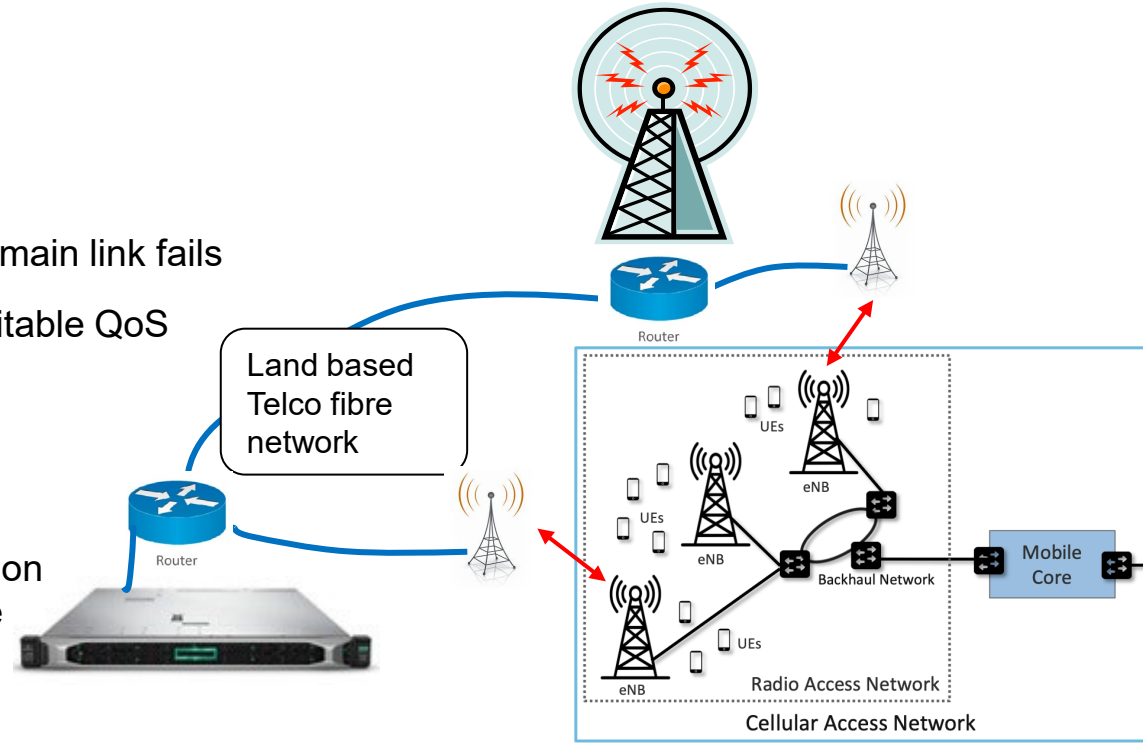 main link fails
itable QoS
Land based
Telco fibre
network
Router
Router
on
UEs
eNB
UEs
eNB
Backhaul Network
Mobile
Core
UEs
eNB
Radio Access Network
Cellular Access Network